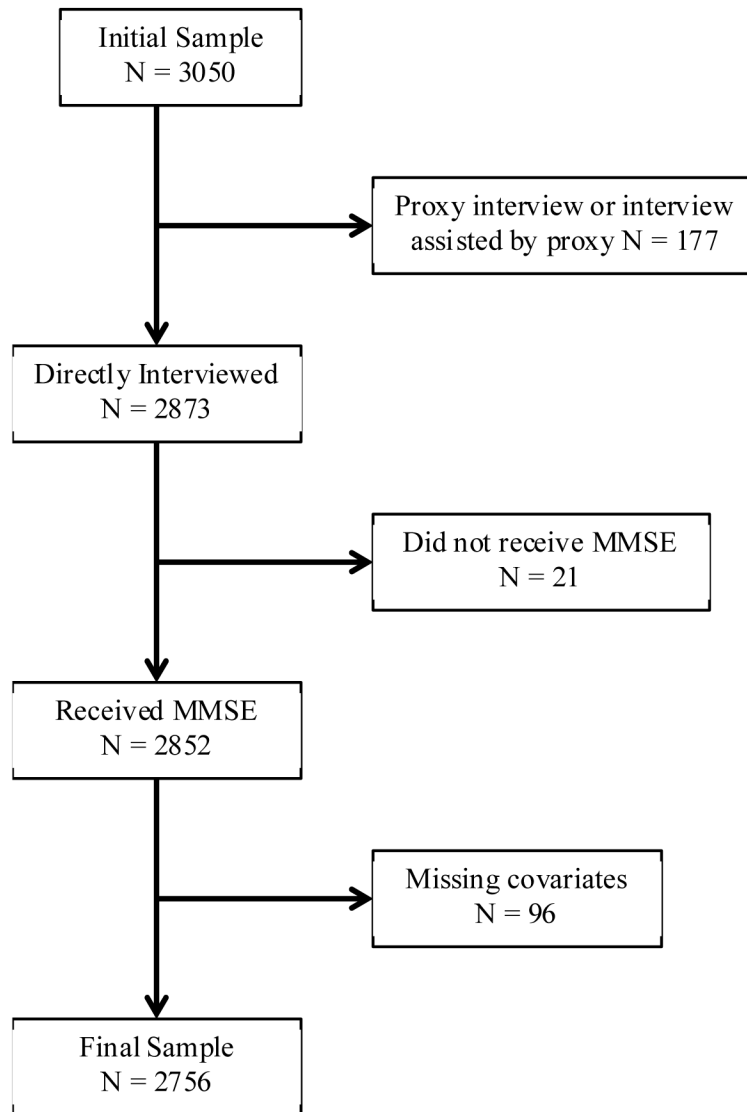 Initial Sample
N = 3050
Proxy interview or interview
assisted by proxy N = 177
Directly Interviewed
N = 2873
Did not receive MMSE
N = 21
Received MMSE
N = 2852
Missing covariates
N = 96
Final Sample
N = 2756